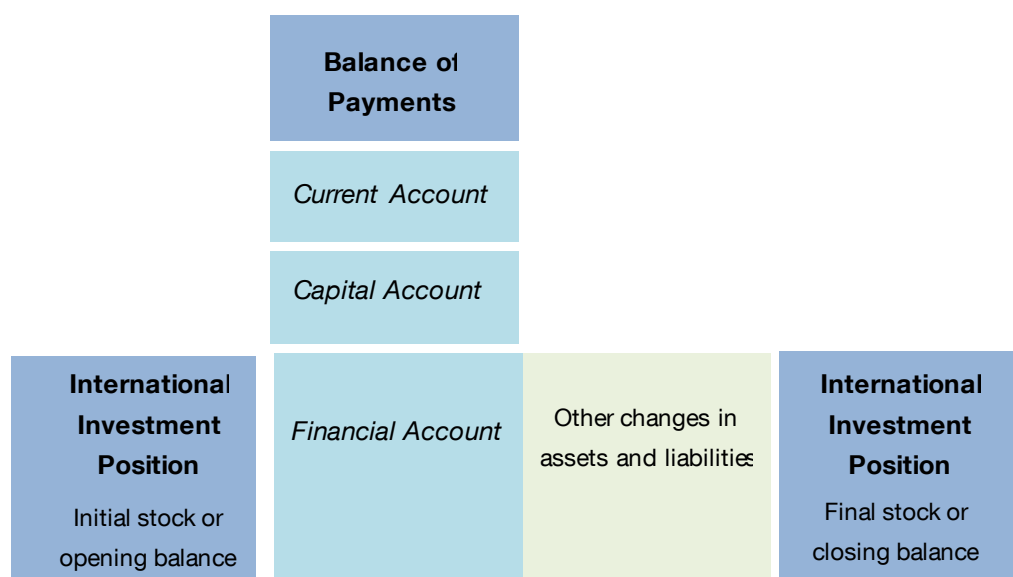 Balance of
Payments
Current Account
Capital Account
International
Investment
Position
Initial stock or
opening balance
Financial Account
Other changes in
assets and liabilities
International
Investment
Position
Final stock or
closing balance